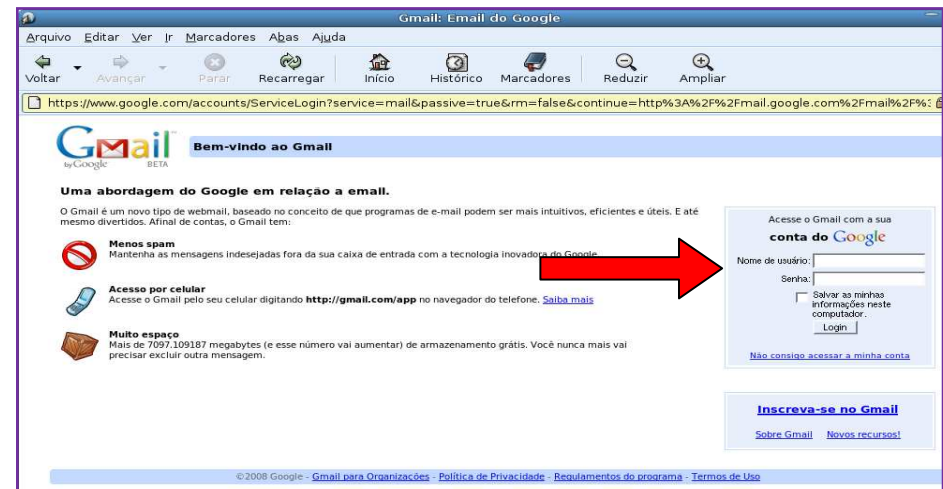 Gmail: Email do Google
Arquivo Editar Ver Ir Marcadores Abas Ajuda
Voltar Avançar Parar Recarregar Início Histórico Marcadores Reduzir Ampliar
https://www.google.com/accounts/ServiceLogin?service=mail&passive=true&rm=false&continue=http%3A%2F%2Fmail.google.com%2Fmail%2F%
Gmail
by Google BETA
Bem-vindo ao Gmail
Uma abordagem do Google em relação a email.
O Gmail é um novo tipo de webmail, baseado no conceito de que programas de e-mail podem ser mais intuitivos, eficientes e úteis. E até
mesmo divertidos. Afinal de contas, o Gmail tem:
Menos spam
Mantenha as mensagens indesejadas fora da sua caixa de entrada com a tecnologia inovadora do Google.
Acesso por celular
Acesse o Gmail pelo seu celular digitando http://gmail.com/app no navegador do telefone. Saiba mais
Muito espaço
Mais de 7097.109187 megabytes (e esse número vai aumentar) de armazenamento grátis. Você nunca mais vai
precisar excluir outra mensagem.
Acesse o Gmail com a sua
conta do Google
Nome de usuário:
Senha:
Salvar as minhas
informações neste
computador.
Login
Não consigo acessar a minha conta
Inscreva-se no Gmail
Sobre Gmail Novos recursos!
©2008 Google - Gmail para Organizações - Política de Privacidade - Regulamentos do programa - Termos de Uso